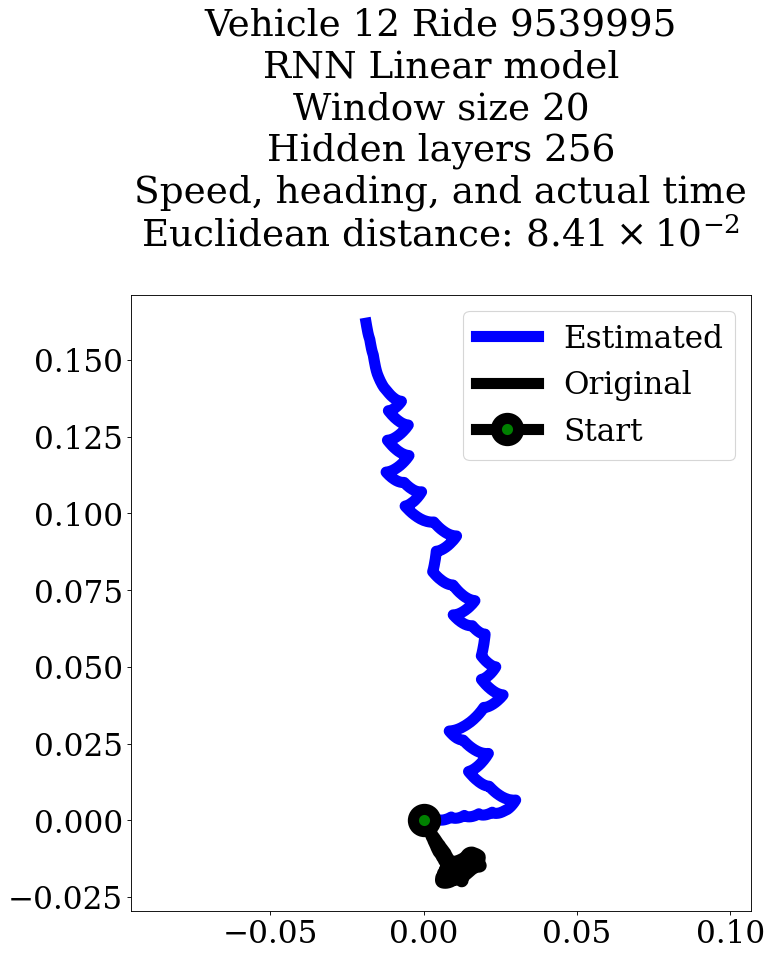 Vehicle 12 Ride 9539995
RNN Linear model
Window size 20
Hidden layers 256
Speed, heading, and actual time
Euclidean distance: 8.41 × 10⁻²
Estimated
Original
Start
0.150
0.125
0.100
0.075
0.050
0.025
0.000
−0.025
−0.05 0.00 0.05 0.10